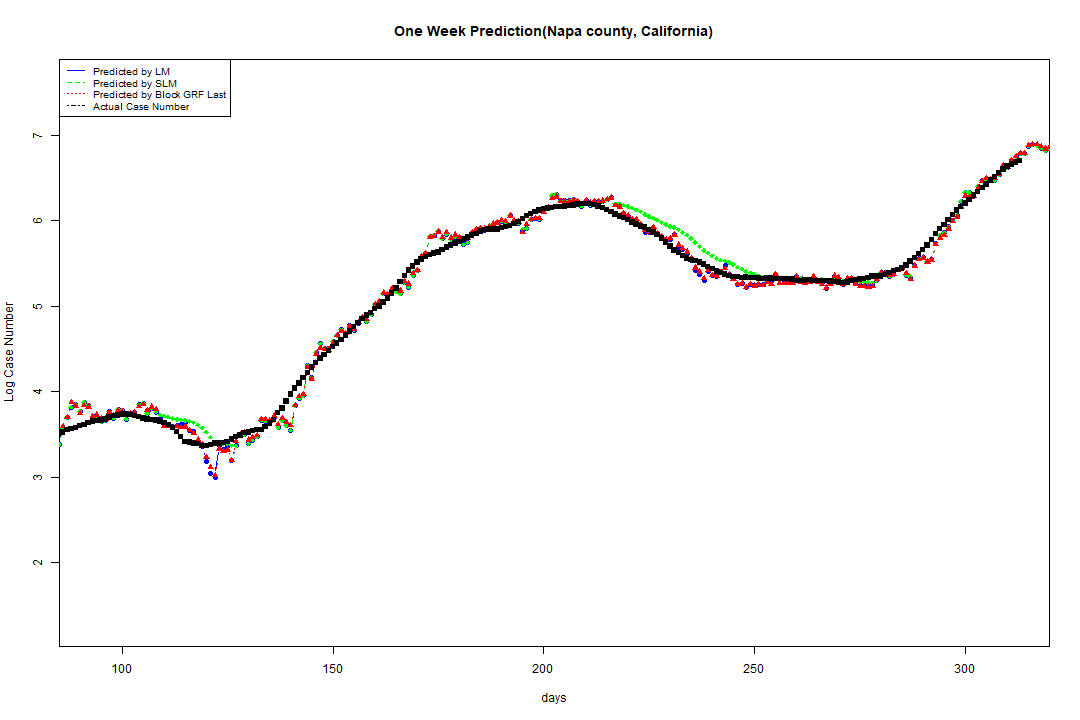 One Week Prediction(Napa county, California)
Predicted by LM
Predicted by SLM
Predicted by Block GRF Last
Actual Case Number
7
6
5
4
3
2
Log Case Number
100 150 200 250 300
days